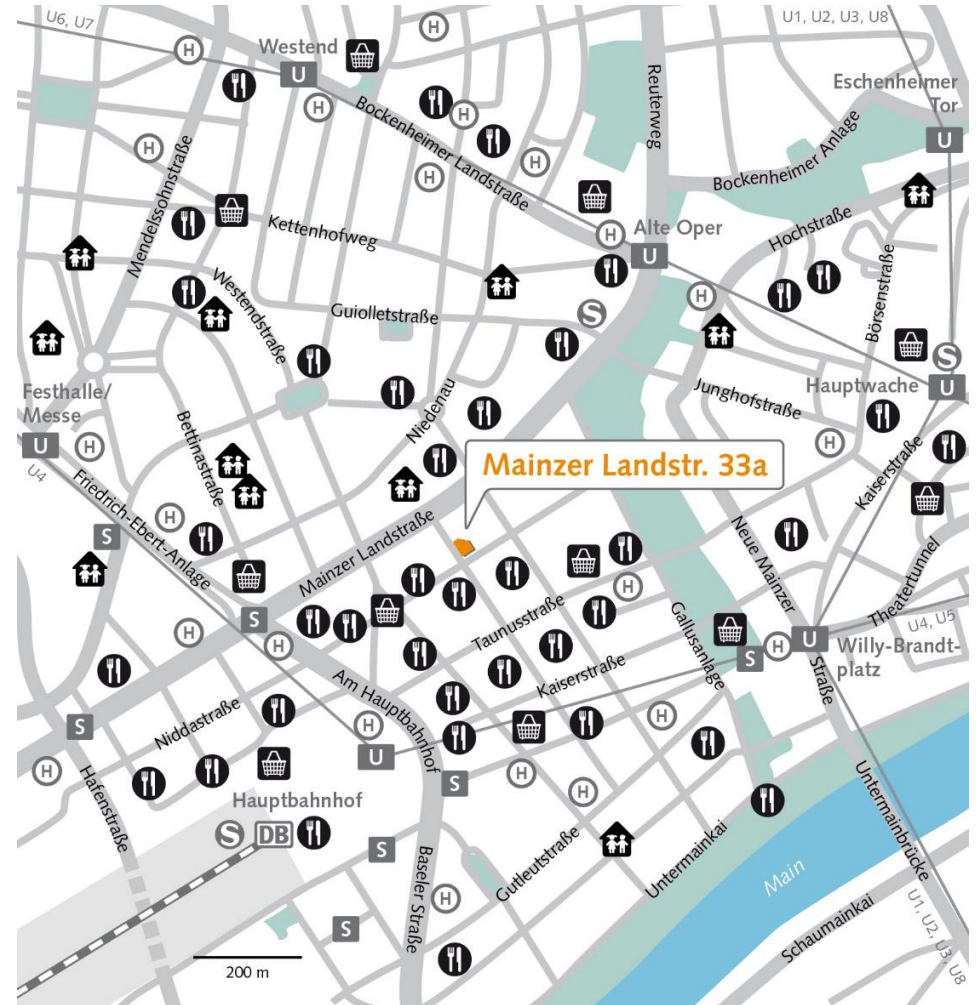 U6, U7
U1, U2, U3, U8
H
H
Westend
U
Reuterweg
Eschenheimer
Tor
U
H
H
H
H
H
Bockenheimer Landstraße
Bockenheimer Anlage
Mendelssohnstraße
Kettenhofweg
H
Alte Oper
U
Hochstraße
Westendstraße
Guiolletstraße
S
H
Börsenstraße
S
Festhalle/
Messe
U
H
U4
Niedenau
Junghofstraße
Hauptwache
U
H
Bettinastraße
Mainzer Landstr. 33a
Kaiserstraße
Friedrich-Ebert-Anlage
H
S
Mainzer Landstraße
Neue Mainzer
Straße
Theatertunnel
S
H
H
Taunusstraße
H
Gallusanlage
U4, U5
S
H
U
Willy-Brandt-
platz
Kaiserstraße
Am Hauptbahnhof
Niddastraße
S
H
U
H
H
Hafenstraße
S
H
H
Hauptbahnhof
S
DB
S
Gutleutstraße
Untermainkai
Untermainbrücke
Main
Baseler Straße
H
S
Schaumainkai
U1, U2, U3, U8
200 m